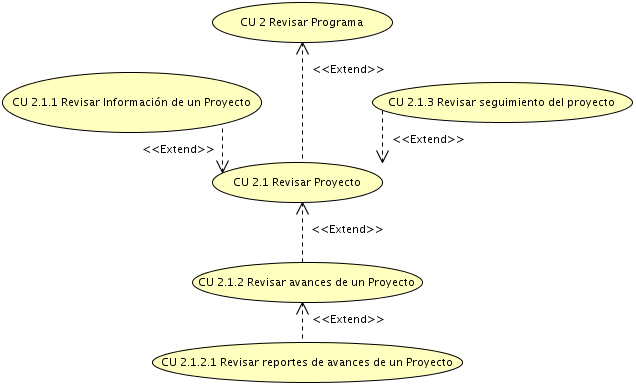 CU 2 Revisar Programa
<<Extend>>
CU 2.1.1 Revisar Información de un Proyecto
CU 2.1.3 Revisar seguimiento del proyecto
<<Extend>>
<<Extend>>
CU 2.1 Revisar Proyecto
<<Extend>>
CU 2.1.2 Revisar avances de un Proyecto
<<Extend>>
CU 2.1.2.1 Revisar reportes de avances de un Proyecto